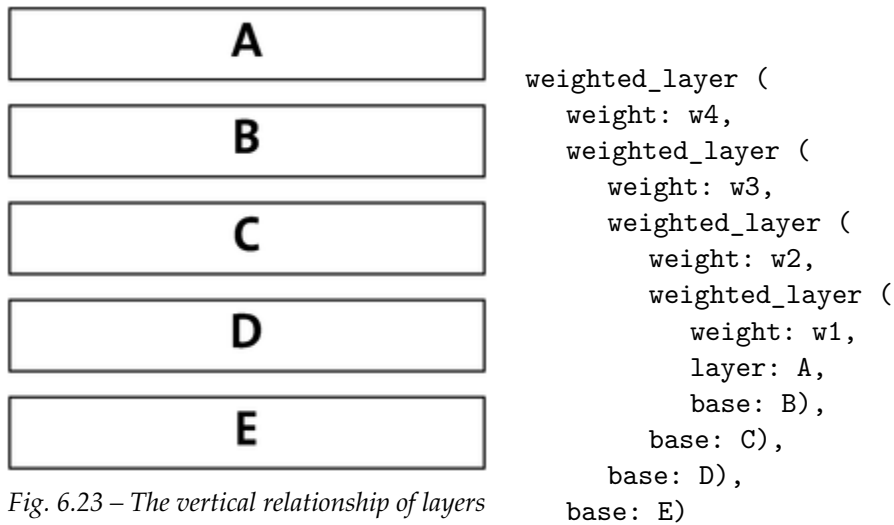 A
B
C
D
E
Fig. 6.23 – The vertical relationship of layers
weighted_layer (
weight: w4,
weighted_layer (
weight: w3,
weighted_layer (
weight: w2,
weighted_layer (
weight: w1,
layer: A,
base: B),
base: C),
base: D),
base: E)